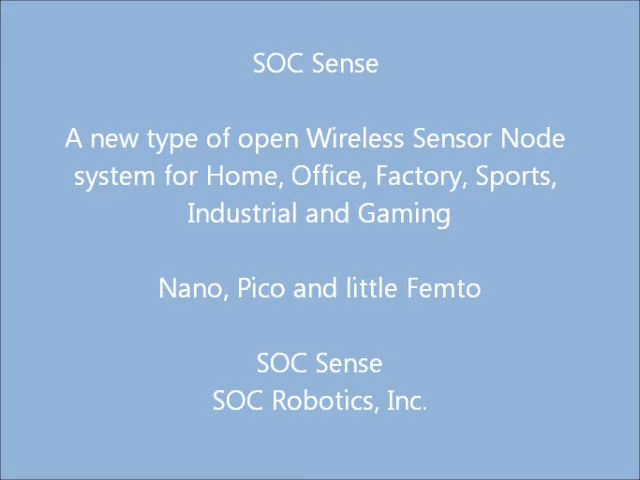 SOC Sense
A new type of open Wireless Sensor Node
system for Home, Office, Factory, Sports,
Industrial and Gaming
Nano, Pico and little Femto
SOC Sense
SOC Robotics, Inc.